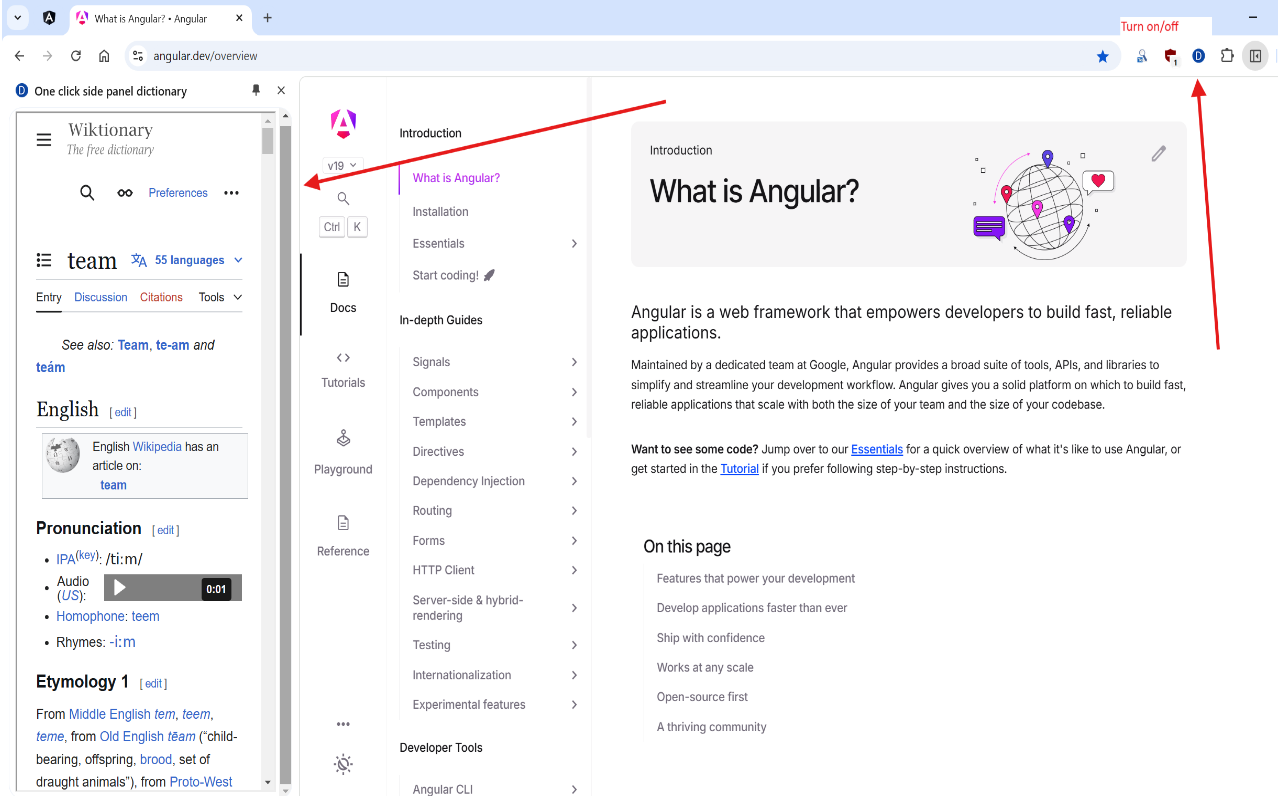 What is Angular? • Angular
Turn on/off
angular.dev/overview
1
D
D One click side panel dictionary
Wiktionary
The free dictionary
Preferences
team
55 languages
Entry Discussion Citations Tools
See also: Team, te-am and
teám
English [ edit ]
English Wikipedia has an
article on:
team
Pronunciation [ edit ]
IPA(key): /tiːm/
Audio
(US):
0:01
Homophone: teem
Rhymes: -iːm
Etymology 1 [ edit ]
From Middle English tem, teem,
teme, from Old English tēam (“child-
bearing, offspring, brood, set of
draught animals”), from Proto-West
v19
Ctrl K
Docs
Tutorials
Playground
Reference
Introduction
What is Angular?
Installation
Essentials
Start coding!
In-depth Guides
Signals
Components
Templates
Directives
Dependency Injection
Routing
Forms
HTTP Client
Server-side & hybrid-
rendering
Testing
Internationalization
Experimental features
Developer Tools
Angular CLI
Introduction
What is Angular?
Angular is a web framework that empowers developers to build fast, reliable
applications.
Maintained by a dedicated team at Google, Angular provides a broad suite of tools, APIs, and libraries to
simplify and streamline your development workflow. Angular gives you a solid platform on which to build fast,
reliable applications that scale with both the size of your team and the size of your codebase.
Want to see some code? Jump over to our Essentials for a quick overview of what it's like to use Angular, or
get started in the Tutorial if you prefer following step-by-step instructions.
On this page
Features that power your development
Develop applications faster than ever
Ship with confidence
Works at any scale
Open-source first
A thriving community